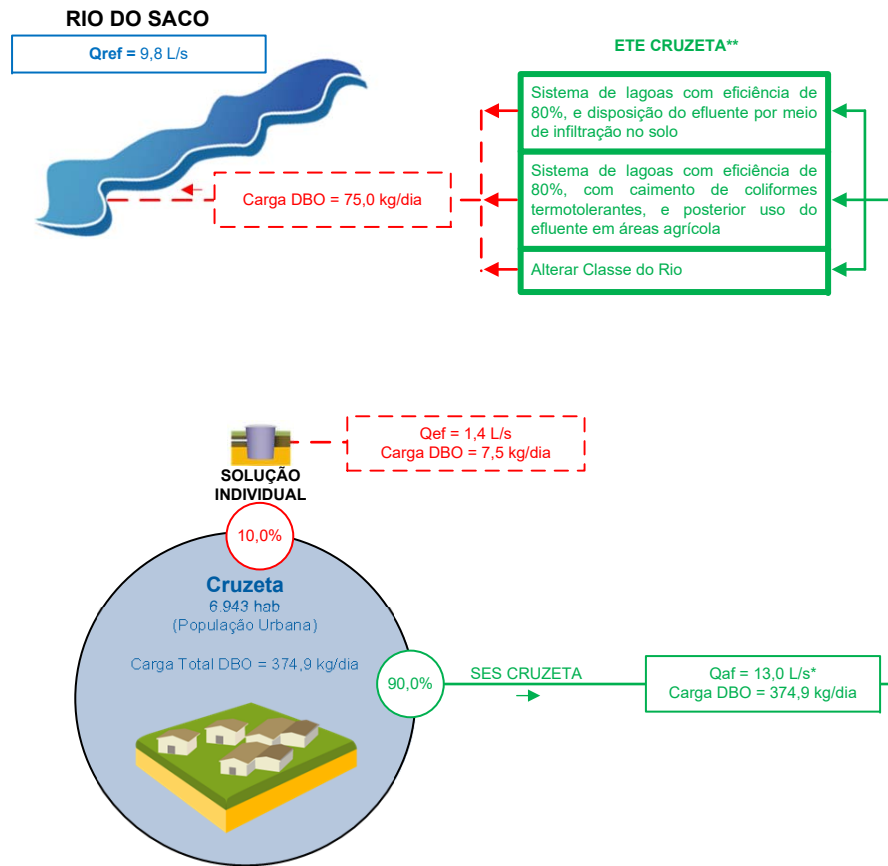 RIO DO SACO
Qref = 9,8 L/s
ETE CRUZETA**
Sistema de lagoas com eficiência de
80%, e disposição do efluente por meio
de infiltração no solo
Sistema de lagoas com eficiência de
80%, com caimento de coliformes
termotolerantes, e posterior uso do
efluente em áreas agrícola
Alterar Classe do Rio
Carga DBO = 75,0 kg/dia
Qef = 1,4 L/s
Carga DBO = 7,5 kg/dia
SOLUÇÃO
INDIVIDUAL
10,0%
Cruzeta
6.943 hab
(População Urbana)
Carga Total DBO = 374,9 kg/dia
90,0%
SES CRUZETA
Qaf = 13,0 L/s*
Carga DBO = 374,9 kg/dia